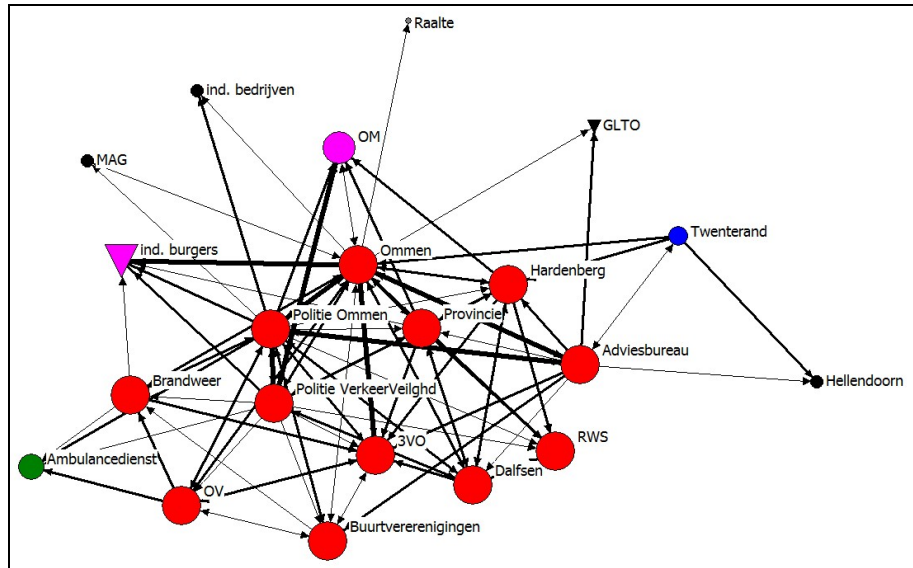 Raalte
ind. bedrijven
GLTO
OM
MAG
Twenterand
ind. burgers
Ommen
Hardenberg
Politie Ommen
Provincie
Adviesbureau
Brandweer
Politie VerkeerVeilghd
Hellendoorn
3VO
RWS
Ambulancedienst
Dalfsen
OV
Buurtvererenigingen